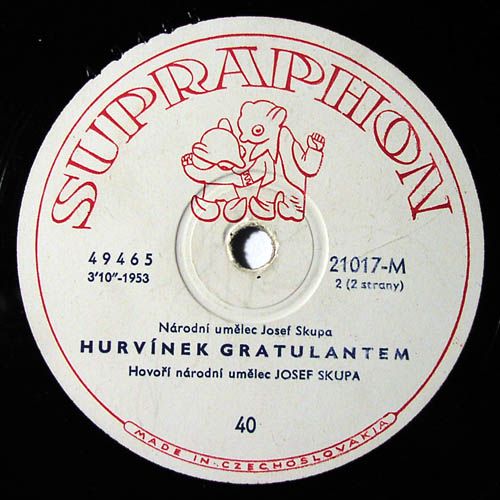 SUPRAPHON
49465
3'10"-1953
21017-M
2 (2 strany)
Národní umělec Josef Skupa
HURVÍNEK GRATULANTEM
Hovoří národní umělec JOSEF SKUPA
40
MADE IN CZECHOSLOVAKIA